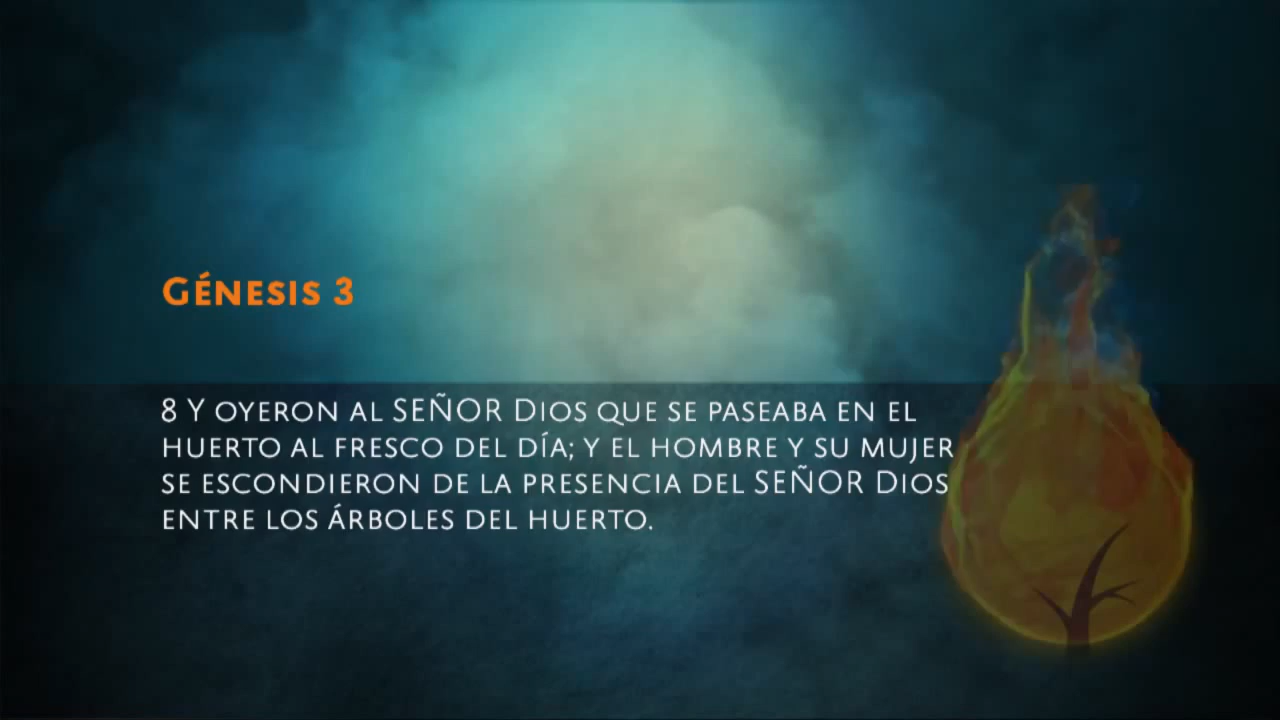 Génesis 3
8 Y oyeron al SEÑOR Dios que se paseaba en el
huerto al fresco del día; y el hombre y su mujer
se escondieron de la presencia del SEÑOR Dios
entre los árboles del huerto.